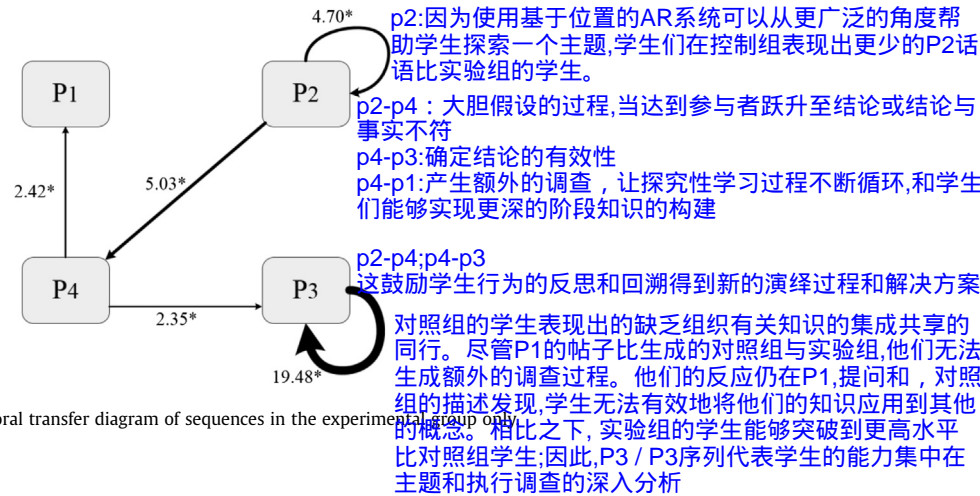 4.70*
P1
P2
2.42*
5.03*
P4
P3
2.35*
19.48*
oral transfer diagram of sequences in the experimental group only.
p2:因为使用基于位置的AR系统可以从更广泛的角度帮
助学生探索一个主题,学生们在控制组表现出更少的P2话
语比实验组的学生。
p2-p4：大胆假设的过程,当达到参与者跃升至结论或结论与
事实不符
p4-p3:确定结论的有效性
p4-p1:产生额外的调查，让探究性学习过程不断循环,和学生
们能够实现更深的阶段知识的构建
p2-p4;p4-p3
这鼓励学生行为的反思和回溯得到新的演绎过程和解决方案
对照组的学生表现出的缺乏组织有关知识的集成共享的
同行。尽管P1的帖子比生成的对照组与实验组,他们无法
生成额外的调查过程。他们的反应仍在P1,提问和，对照
组的描述发现,学生无法有效地将他们的知识应用到其他
的概念。相比之下, 实验组的学生能够突破到更高水平
比对照组学生;因此,P3 / P3序列代表学生的能力集中在
主题和执行调查的深入分析